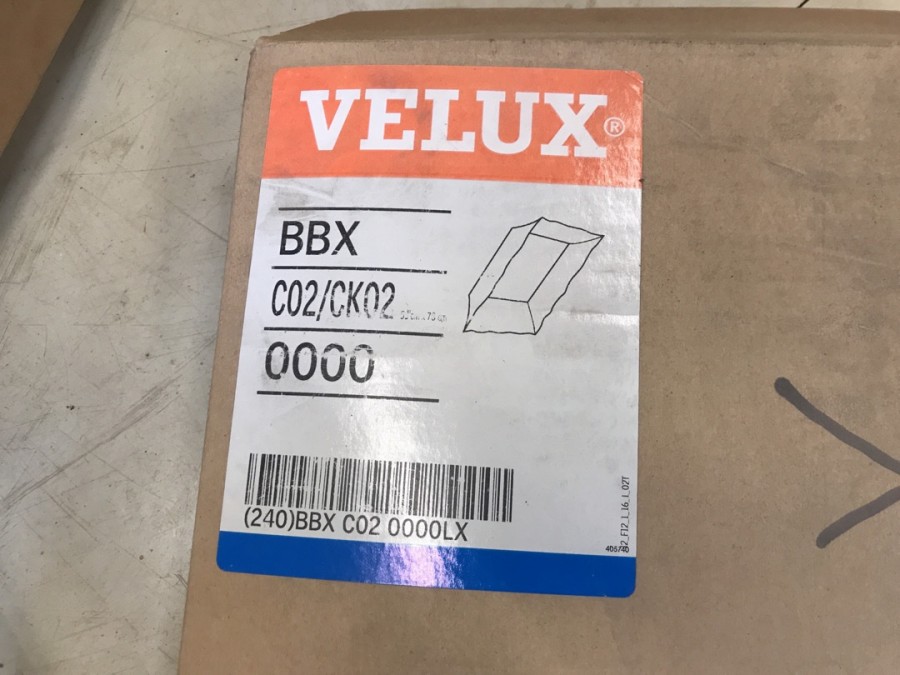 VELUX®
BBX
C02/CK02
0000
(240)BBX C02 0000LX